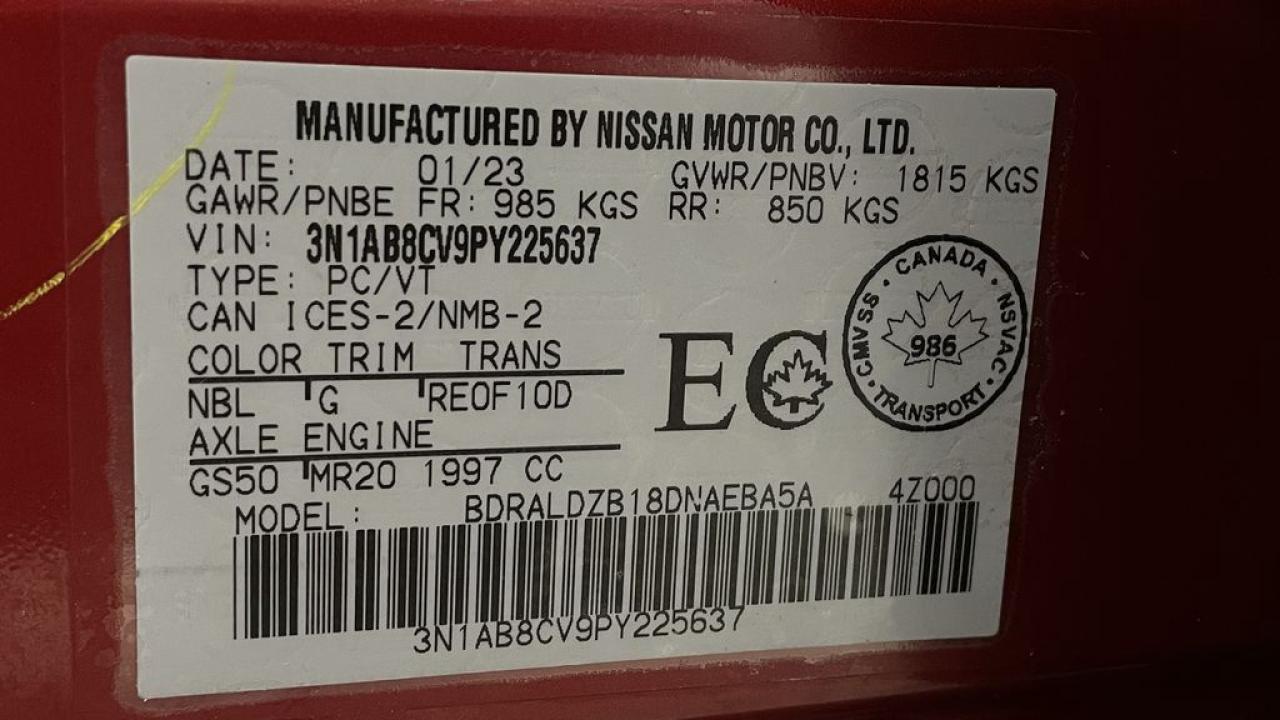 MANUFACTURED BY NISSAN MOTOR CO., LTD.
DATE: 01/23 GVWR/PNBV: 1815 KGS
GAWR/PNBE FR: 985 KGS RR: 850 KGS
VIN: 3N1AB8CV9PY225637
TYPE: PC/VT
CAN ICES-2/NMB-2
COLOR TRIM TRANS
NBL G RE0F10D
AXLE ENGINE
GS50 MR20 1997 CC
EC
CANADA · NSVAC · TRANSPORT · CMVSS ·
986
MODEL: BDRALDZB18DNAEBA5A 4Z000
3N1AB8CV9PY225637